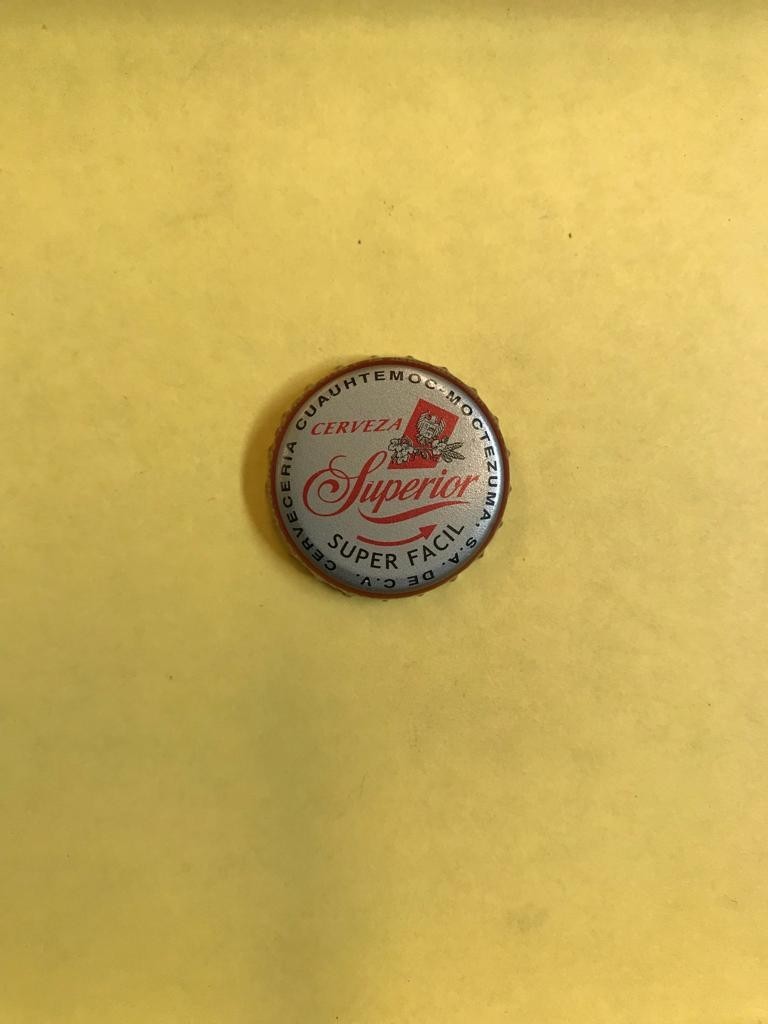 CERVECERIA CUAUHTEMOC-MOCTEZUMA, S.A. DE C.V.
CERVEZA
Superior
SUPER FACIL